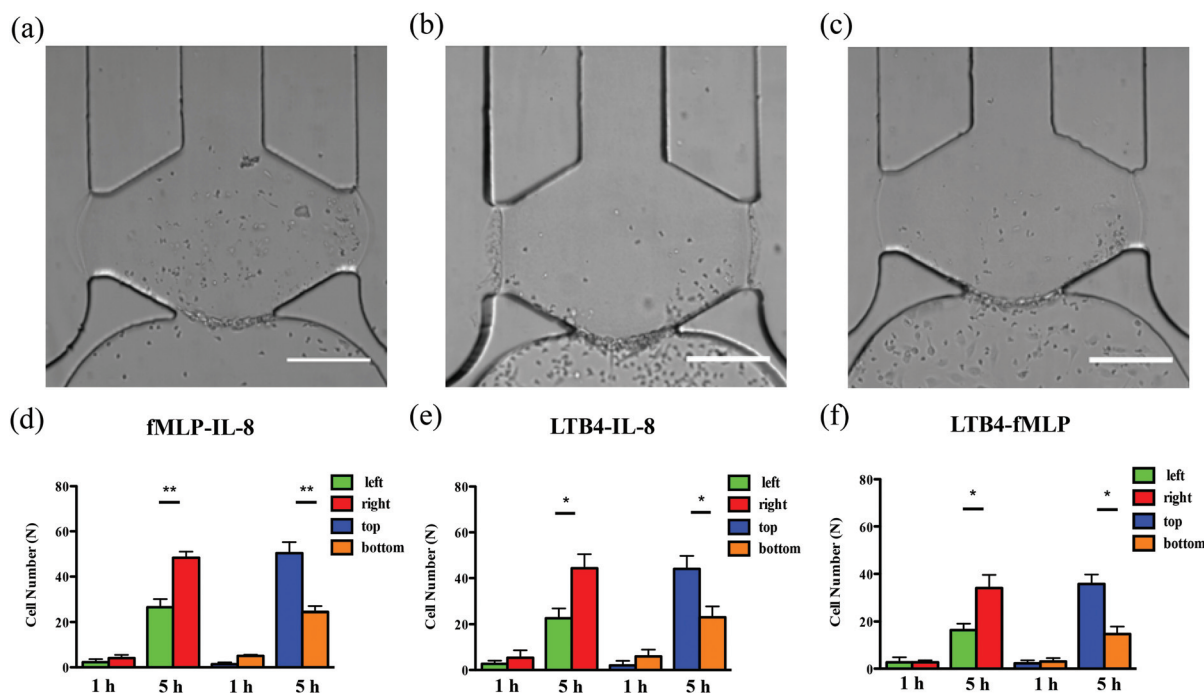 (a)
(b)
(c)
(d)
fMLP-IL-8
Cell Number (N)
80
60
40
20
0
**
**
left
right
top
bottom
1 h
5 h
1 h
5 h
(e)
LTB4-IL-8
Cell Number (N)
80
60
40
20
0
*
*
left
right
top
bottom
1 h
5 h
1 h
5 h
(f)
LTB4-fMLP
Cell Number (N)
80
60
40
20
0
*
*
left
right
top
bottom
1 h
5 h
1 h
5 h